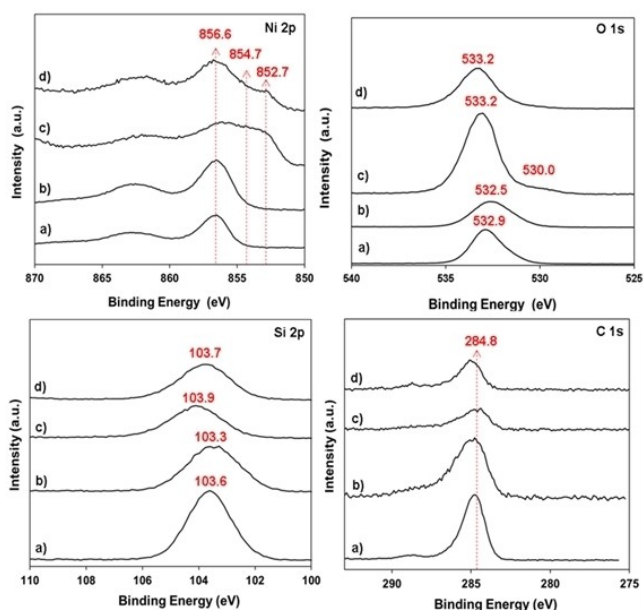 Ni 2p
856.6
854.7
852.7
d)
c)
b)
a)
Intensity (a.u.)
870 865 860 855 850
Binding Energy (eV)
O 1s
533.2
d)
533.2
c)
530.0
532.5
b)
532.9
a)
Intensity (a.u.)
540 535 530 525
Binding Energy (eV)
Si 2p
103.7
d)
103.9
c)
103.3
b)
103.6
a)
Intensity (a.u.)
110 108 106 104 102 100
Binding Energy (eV)
C 1s
284.8
d)
c)
b)
a)
Intensity (a.u.)
290 285 280 275
Binding Energy (eV)